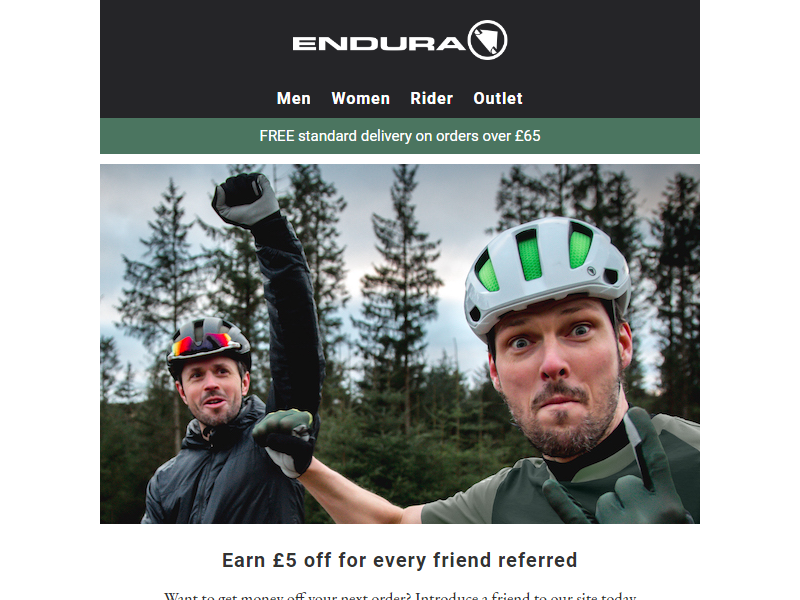 ENDURA
Men Women Rider Outlet
FREE standard delivery on orders over £65
Earn £5 off for every friend referred
Want to get money off your next order? Introduce a friend to our site today